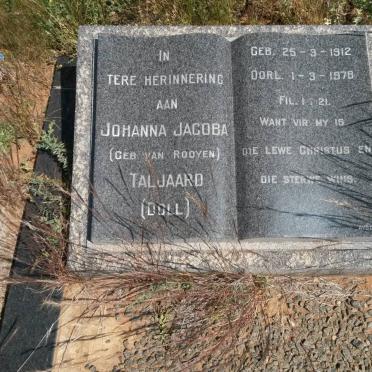 IN
TERE HERINNERING
AAN
JOHANNA JACOBA
(GEB VAN ROOYEN)
TALJAARD
(DOLL)
GEB. 25-3-1912
OORL. 1-3-1978
FIL. 1:21.
WANT VIR MY IS
DIE LEWE CHRISTUS EN
DIE STERWE WINS.